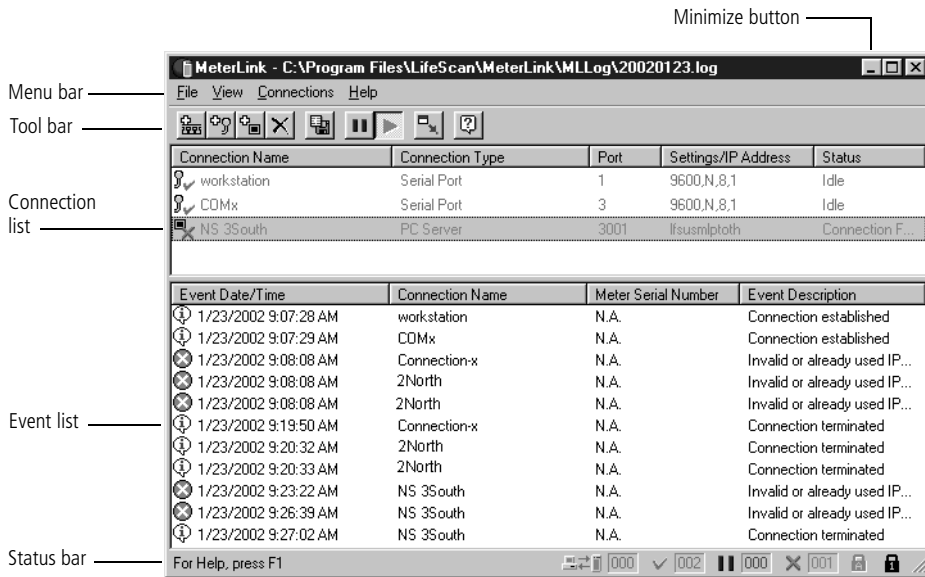 Minimize button
MeterLink - C:\Program Files\LifeScan\MeterLink\MLLog\20020123.log
Menu bar
File View Connections Help
Tool bar
Connection Name Connection Type Port Settings/IP Address Status
workstation Serial Port 1 9600,N,8,1 Idle
Connection list
COMx Serial Port 3 9600,N,8,1 Idle
NS 3South PC Server 3001 lfsusmlptoth Connection F...
Event Date/Time Connection Name Meter Serial Number Event Description
1/23/2002 9:07:28 AM workstation N.A. Connection established
1/23/2002 9:07:29 AM COMx N.A. Connection established
1/23/2002 9:08:08 AM Connection-x N.A. Invalid or already used IP...
1/23/2002 9:08:08 AM 2North N.A. Invalid or already used IP...
1/23/2002 9:08:08 AM 2North N.A. Invalid or already used IP...
Event list
1/23/2002 9:19:50 AM Connection-x N.A. Connection terminated
1/23/2002 9:20:32 AM 2North N.A. Connection terminated
1/23/2002 9:20:33 AM 2North N.A. Connection terminated
1/23/2002 9:23:22 AM NS 3South N.A. Invalid or already used IP...
1/23/2002 9:26:39 AM NS 3South N.A. Invalid or already used IP...
1/23/2002 9:27:02 AM NS 3South N.A. Connection terminated
Status bar
For Help, press F1 000 002 000 001